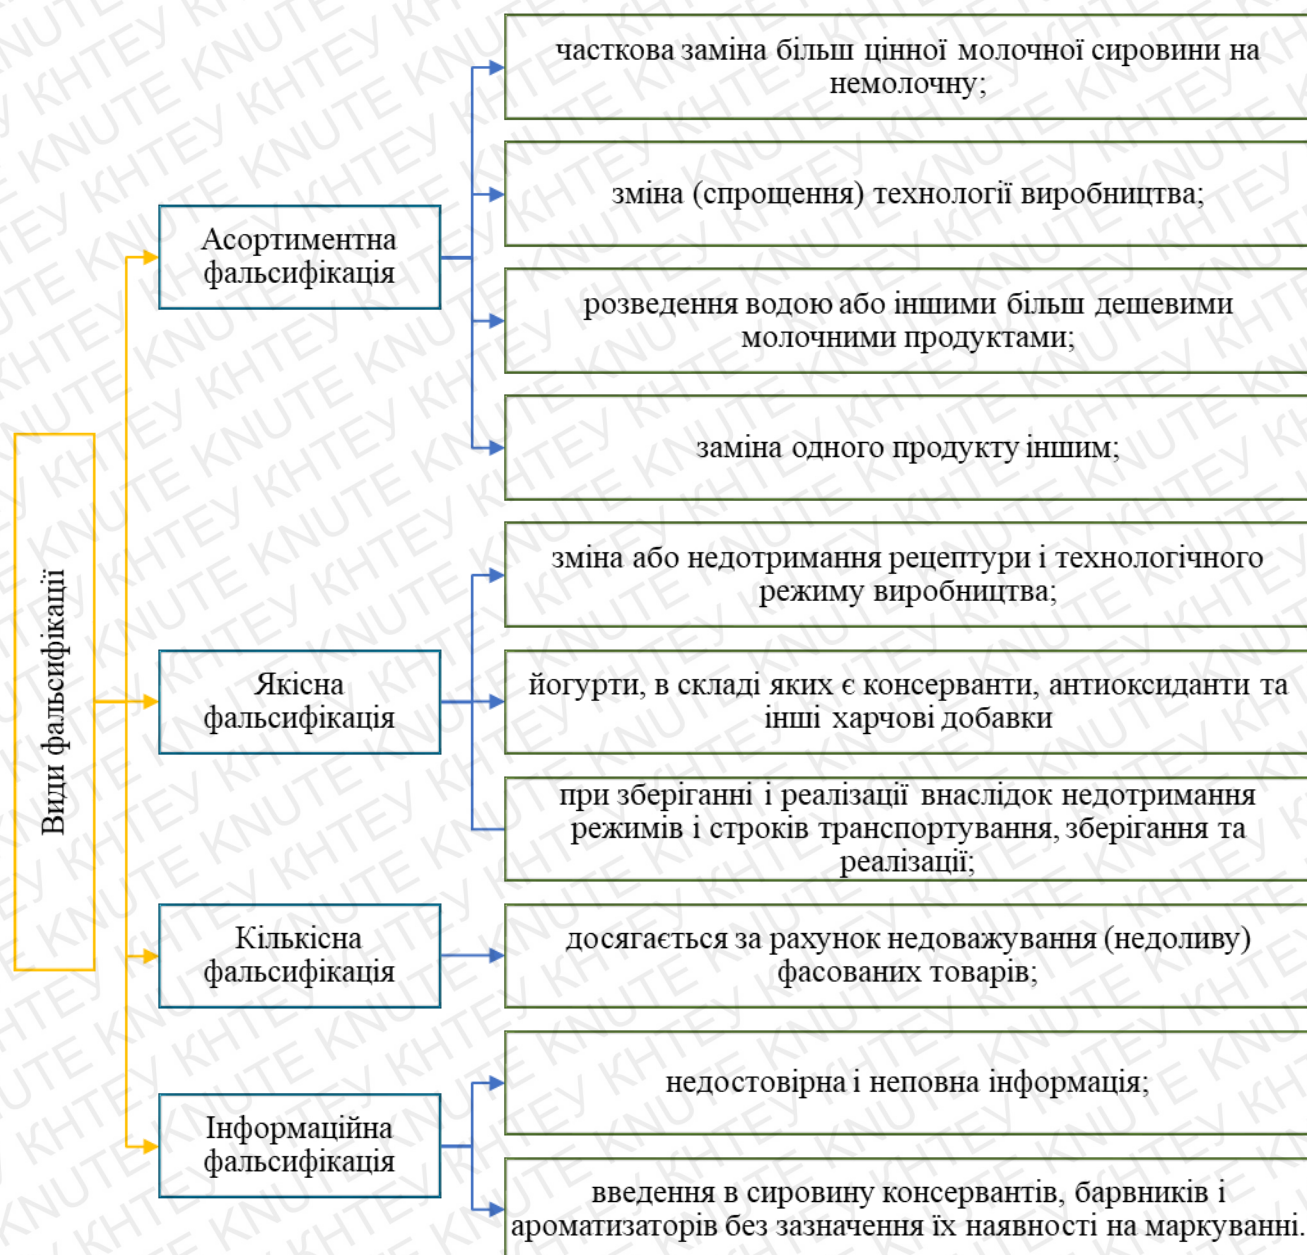 Види фальсифікації
Асортиментна
фальсифікація
часткова заміна більш цінної молочної сировини на
немолочну;
зміна (спрощення) технології виробництва;
розведення водою або іншими більш дешевими
молочними продуктами;
заміна одного продукту іншим;
Якісна
фальсифікація
зміна або недотримання рецептури і технологічного
режиму виробництва;
йогурти, в складі яких є консерванти, антиоксиданти та
інші харчові добавки
при зберіганні і реалізації внаслідок недотримання
режимів і строків транспортування, зберігання та
реалізації;
Кількісна
фальсифікація
досягається за рахунок недоважування (недоливу)
фасованих товарів;
Інформаційна
фальсифікація
недостовірна і неповна інформація;
введення в сировину консервантів, барвників і
ароматизаторів без зазначення їх наявності на маркуванні.
KNUTE КНТЕУ